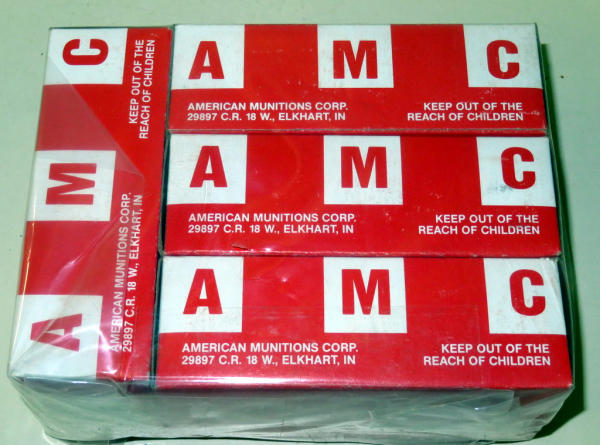 A M C
AMERICAN MUNITIONS CORP.
29897 C.R. 18 W., ELKHART, IN
KEEP OUT OF THE
REACH OF CHILDREN
A M C
AMERICAN MUNITIONS CORP.
29897 C.R. 18 W., ELKHART, IN
KEEP OUT OF THE
REACH OF CHILDREN
A M C
AMERICAN MUNITIONS CORP.
29897 C.R. 18 W., ELKHART, IN
KEEP OUT OF THE
REACH OF CHILDREN
A M C
AMERICAN MUNITIONS CORP.
29897 C.R. 18 W., ELKHART, IN
KEEP OUT OF THE
REACH OF CHILDREN